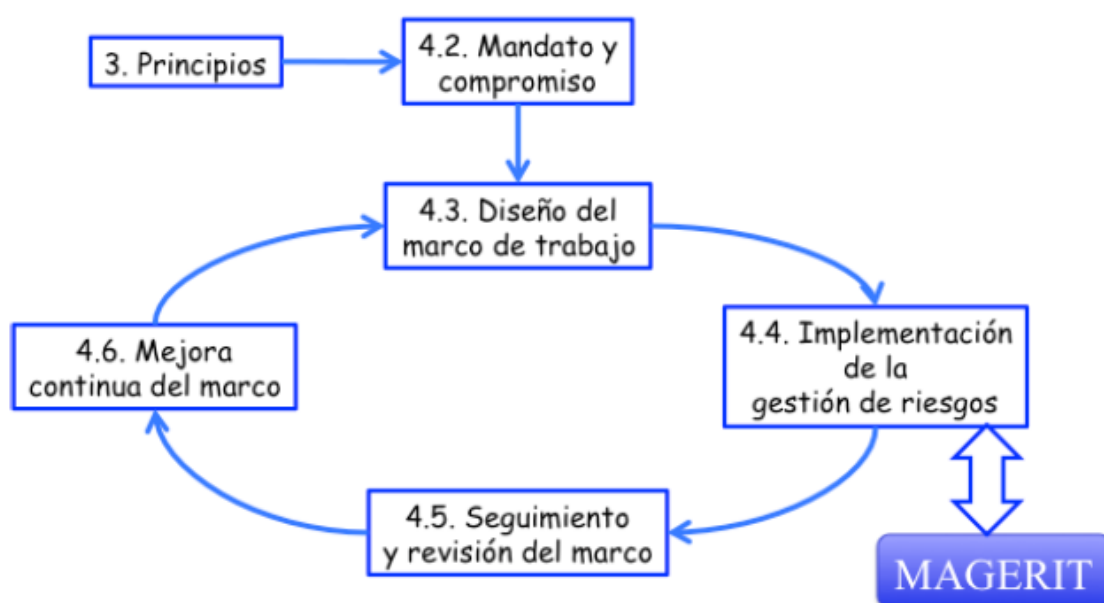 3. Principios
4.2. Mandato y
compromiso
4.3. Diseño del
marco de trabajo
4.4. Implementación
de la
gestión de riesgos
4.6. Mejora
continua del marco
4.5. Seguimiento
y revisión del marco
MAGERIT